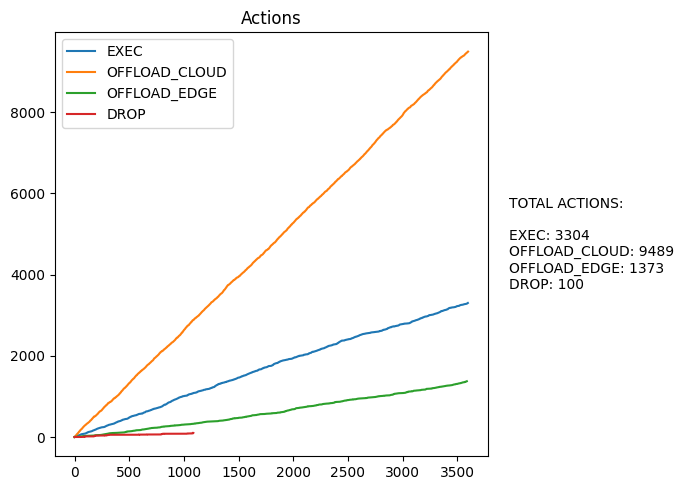 Actions
EXEC
OFFLOAD_CLOUD
OFFLOAD_EDGE
DROP
8000
6000
4000
2000
0
0 500 1000 1500 2000 2500 3000 3500
TOTAL ACTIONS:
EXEC: 3304
OFFLOAD_CLOUD: 9489
OFFLOAD_EDGE: 1373
DROP: 100